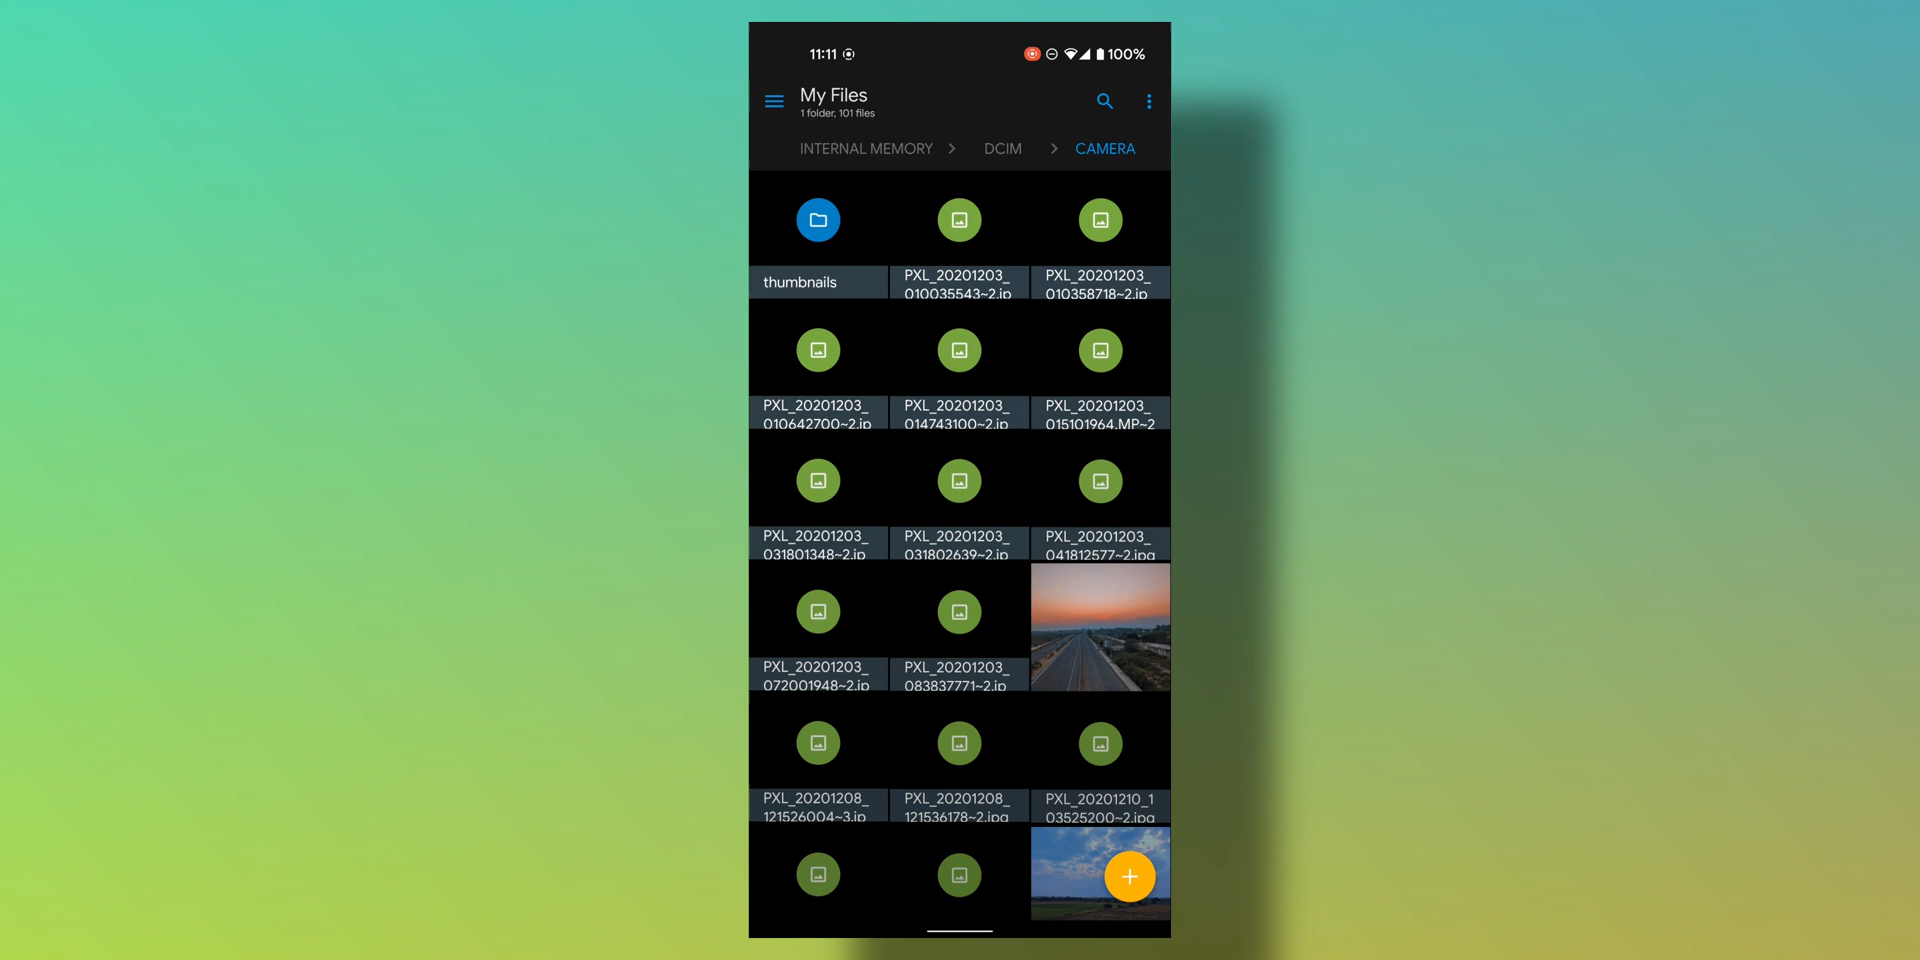 11:11
100%
My Files
1 folder, 101 files
INTERNAL MEMORY > DCIM > CAMERA
thumbnails
PXL_20201203_
010035543~2.jp
PXL_20201203_
010358718~2.jp
PXL_20201203_
010642700~2.jp
PXL_20201203_
014743100~2.jp
PXL_20201203_
015101964.MP~2
PXL_20201203_
031801348~2.jp
PXL_20201203_
031802639~2.jp
PXL_20201203_
041812577~2.jpg
PXL_20201203_
072001948~2.jp
PXL_20201203_
083837771~2.jp
PXL_20201208_
121526004~3.jp
PXL_20201208_
121536178~2.jpg
PXL_20201210_1
03525200~2.jpg